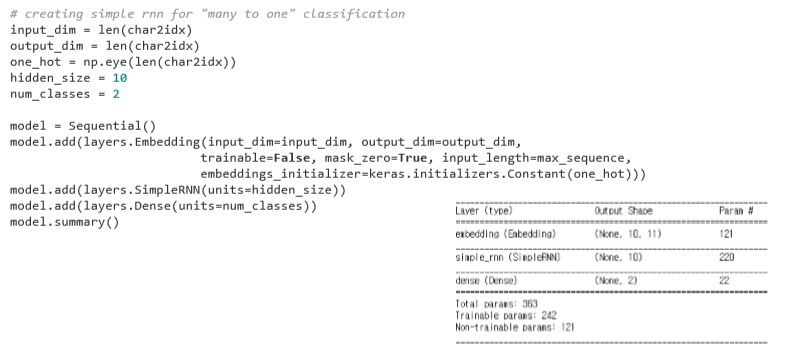 # creating simple rnn for "many to one" classification
input_dim = len(char2idx)
output_dim = len(char2idx)
one_hot = np.eye(len(char2idx))
hidden_size = 10
num_classes = 2

model = Sequential()
model.add(layers.Embedding(input_dim=input_dim, output_dim=output_dim,
                           trainable=False, mask_zero=True, input_length=max_sequence,
                           embeddings_initializer=keras.initializers.Constant(one_hot)))
model.add(layers.SimpleRNN(units=hidden_size))
model.add(layers.Dense(units=num_classes))
model.summary()
Layer (type) Output Shape Param #
embedding (Embedding) (None, 10, 11) 121
simple_rnn (SimpleRNN) (None, 10) 220
dense (Dense) (None, 2) 22
Total params: 363
Trainable params: 242
Non-trainable params: 121